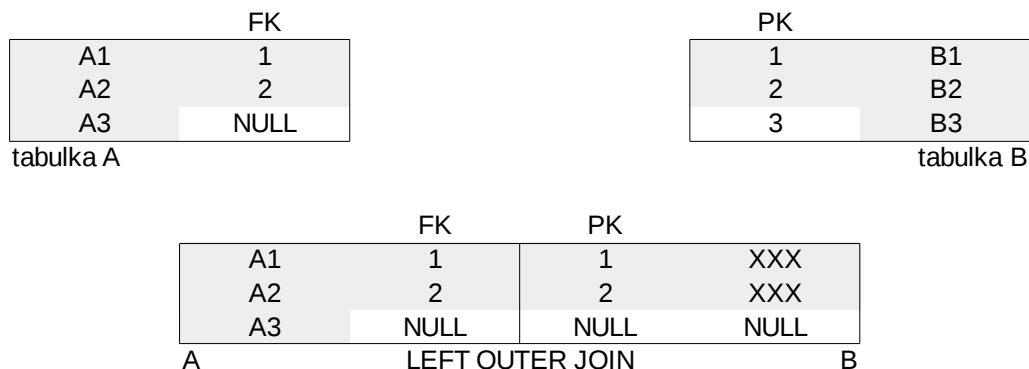 FK PK
A1 1 1 B1
A2 2 2 B2
A3 NULL 3 B3
tabulka A tabulka B
FK PK
A1 1 1 XXX
A2 2 2 XXX
A3 NULL NULL NULL
A LEFT OUTER JOIN B